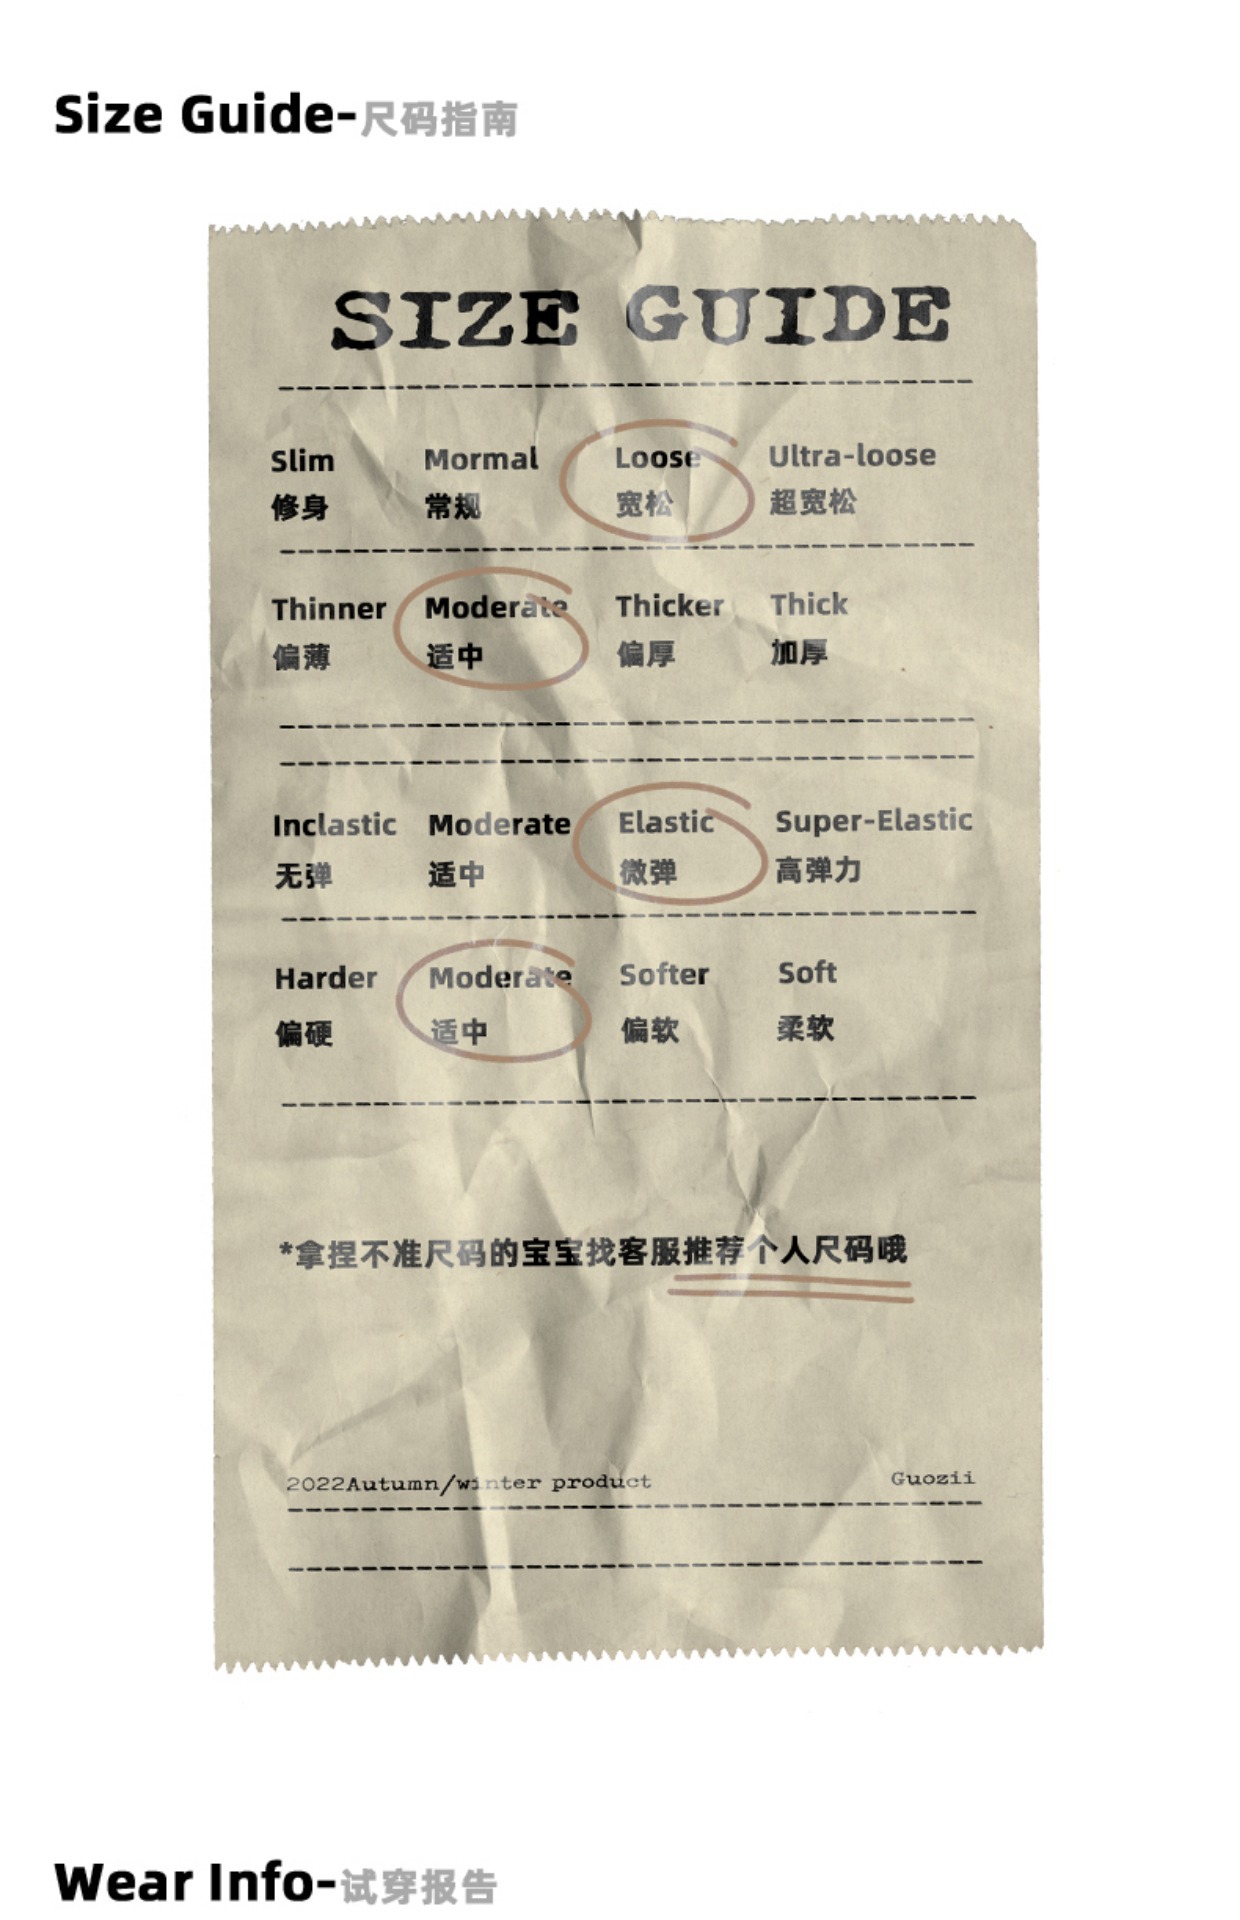 Size Guide-尺码指南
SIZE GUIDE
Slim Mormal Loose Ultra-loose
修身 常规 宽松 超宽松
Thinner Moderate Thicker Thick
偏薄 适中 偏厚 加厚
Inclastic Moderate Elastic Super-Elastic
无弹 适中 微弹 高弹力
Harder Moderate Softer Soft
偏硬 适中 偏软 柔软
*拿捏不准尺码的宝宝找客服推荐个人尺码哦
2022Autumn/winter product Guozii
Wear Info-试穿报告